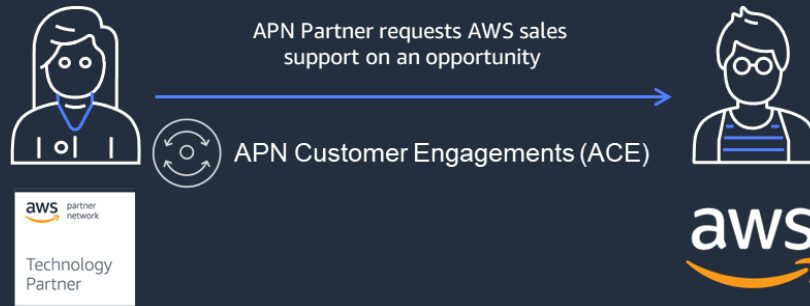 APN Partner requests AWS sales
support on an opportunity
APN Customer Engagements (ACE)
aws partner
network
Technology
Partner
aws